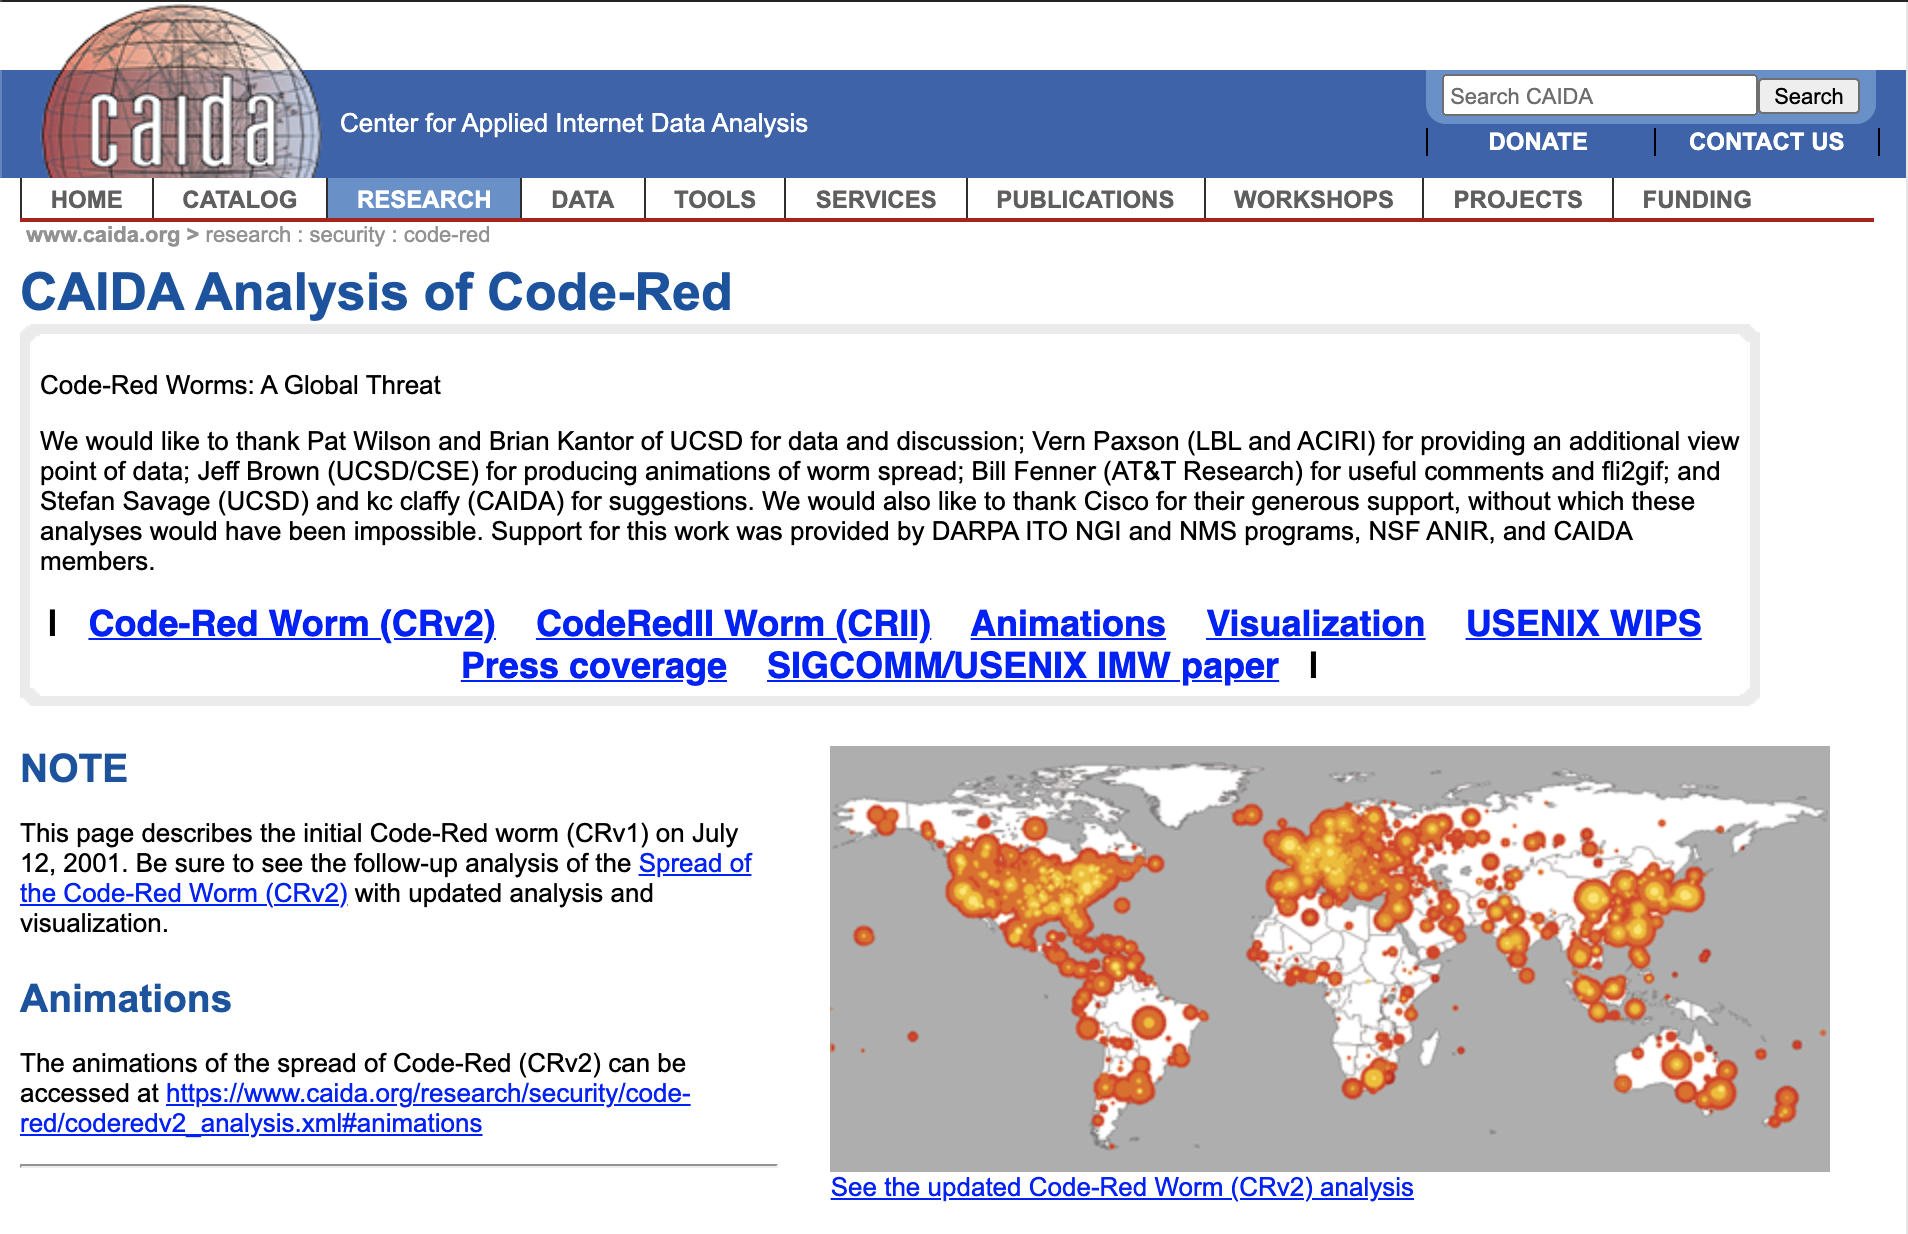 caida
Center for Applied Internet Data Analysis
Search CAIDA
Search
DONATE
CONTACT US
HOME
CATALOG
RESEARCH
DATA
TOOLS
SERVICES
PUBLICATIONS
WORKSHOPS
PROJECTS
FUNDING
www.caida.org > research : security : code-red
CAIDA Analysis of Code-Red
Code-Red Worms: A Global Threat
We would like to thank Pat Wilson and Brian Kantor of UCSD for data and discussion; Vern Paxson (LBL and ACIRI) for providing an additional view
point of data; Jeff Brown (UCSD/CSE) for producing animations of worm spread; Bill Fenner (AT&T Research) for useful comments and fli2gif; and
Stefan Savage (UCSD) and kc claffy (CAIDA) for suggestions. We would also like to thank Cisco for their generous support, without which these
analyses would have been impossible. Support for this work was provided by DARPA ITO NGI and NMS programs, NSF ANIR, and CAIDA
members.
| Code-Red Worm (CRv2) CodeRedII Worm (CRII) Animations Visualization USENIX WIPS
Press coverage SIGCOMM/USENIX IMW paper |
NOTE
This page describes the initial Code-Red worm (CRv1) on July
12, 2001. Be sure to see the follow-up analysis of the Spread of
the Code-Red Worm (CRv2) with updated analysis and
visualization.
Animations
The animations of the spread of Code-Red (CRv2) can be
accessed at https://www.caida.org/research/security/code-
red/coderedv2_analysis.xml#animations
See the updated Code-Red Worm (CRv2) analysis